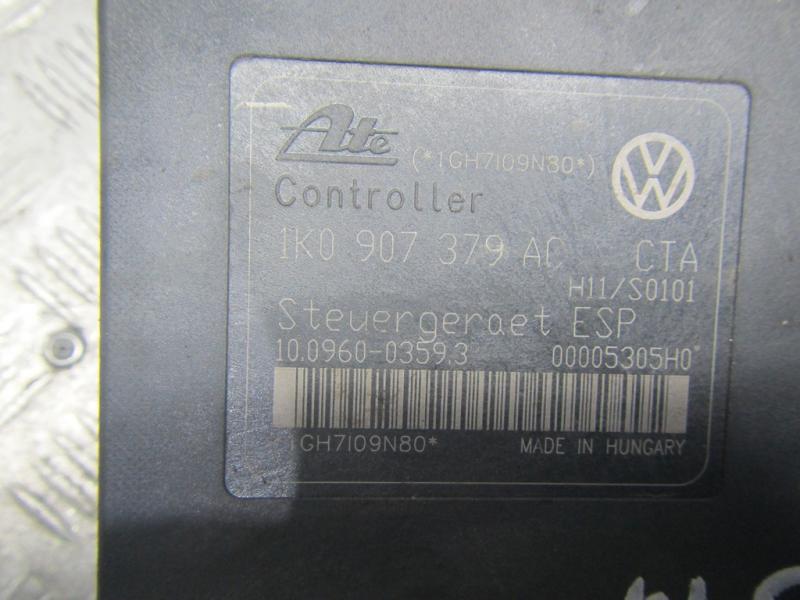 Ate (*1GH7I09N80*)
Controller
1K0 907 379 AC CTA
H11/S0101
Steuergeraet ESP
10.0960-0359.3 00005305H0*
1GH7I09N80* MADE IN HUNGARY